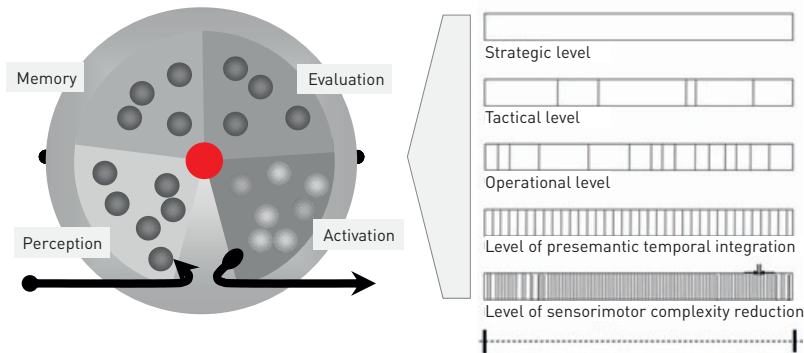 Memory
Evaluation
Perception
Activation
Strategic level
Tactical level
Operational level
Level of presemantic temporal integration
Level of sensorimotor complexity reduction